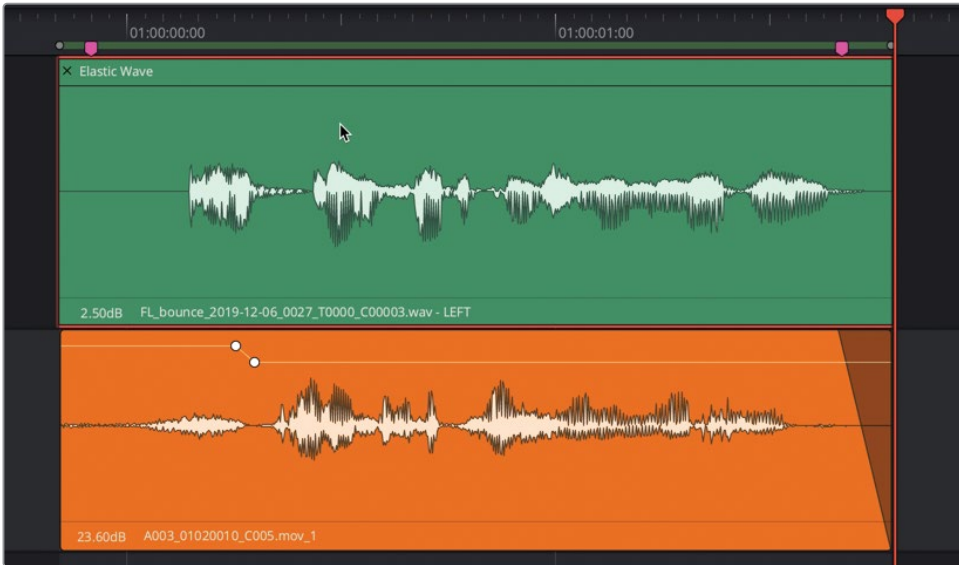 01:00:00:00 01:00:01:00
Elastic Wave
2.50dB FL_bounce_2019-12-06_0027_T0000_C00003.wav - LEFT
23.60dB A003_01020010_C005.mov_1